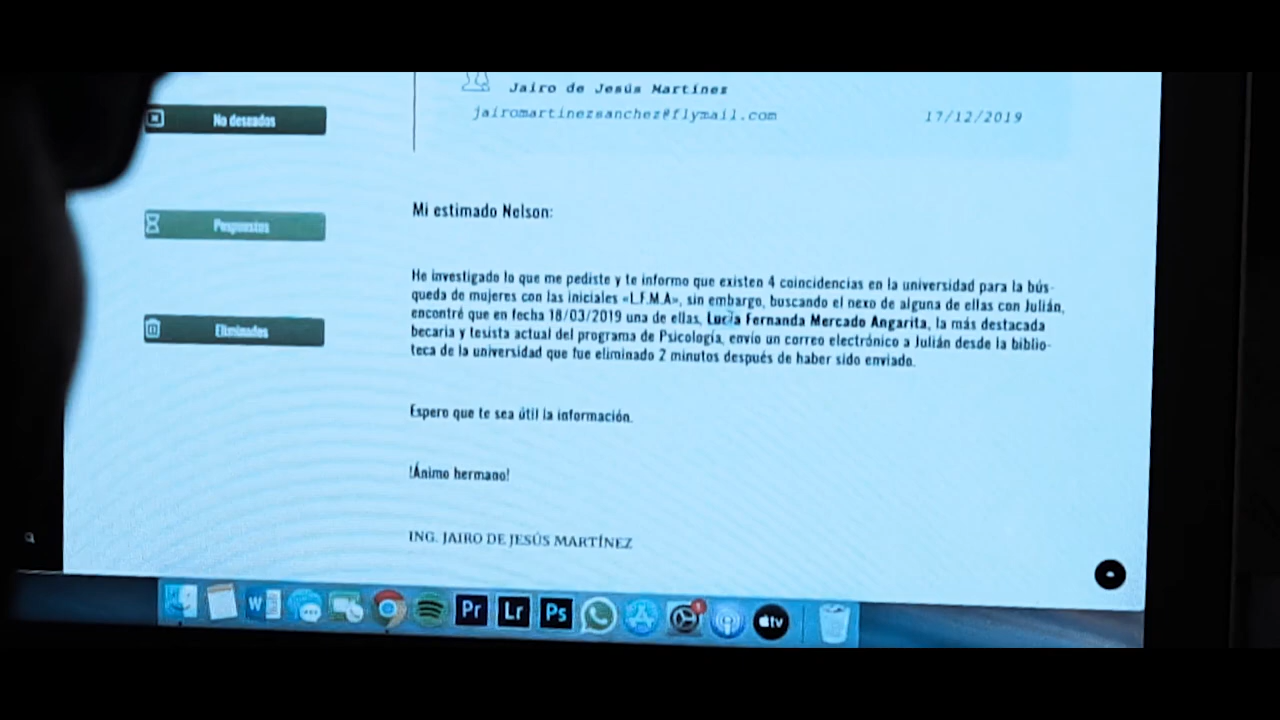 Jairo de Jesús Martínez
jairomartinezsanchez@flymail.com
17/12/2019
No deseados
Mi estimado Nelson:
Pospuestos
He investigado lo que me pediste y te informo que existen 4 coincidencias en la universidad para la bús-
queda de mujeres con las iniciales «L.F.M.A», sin embargo, buscando el nexo de alguna de ellas con Julián,
encontré que en fecha 18/03/2019 una de ellas, Lucía Fernanda Mercado Angarita, la más destacada
becaria y tesista actual del programa de Psicología, envío un correo electrónico a Julián desde la biblio-
teca de la universidad que fue eliminado 2 minutos después de haber sido enviado.
Eliminados
Espero que te sea útil la información.
!Ánimo hermano!
ING. JAIRO DE JESÚS MARTÍNEZ
W
Pr
Lr
Ps
1
tv